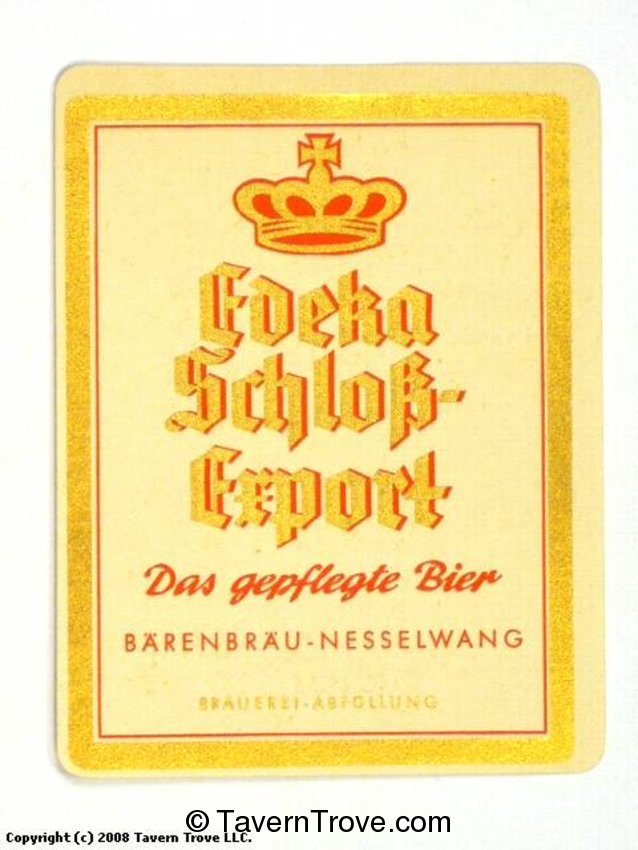 Edeka
Schloß-
Export
Das gepflegte Bier
BÄRENBRÄU-NESSELWANG
BRAUEREI-ABFÜLLUNG
© TavernTrove.com
Copyright (c) 2008 Tavern Trove LLC.